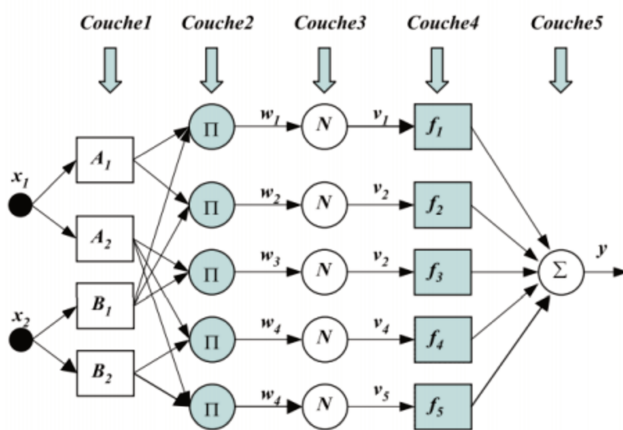 Couche1 Couche2 Couche3 Couche4 Couche5
Π w1 N v1 f1
x1 A1
Π w2 N v2 f2
A2
Π w3 N v2 f3 Σ y
x2 B1
Π w4 N v4 f4
B2
Π w4 N v5 f5